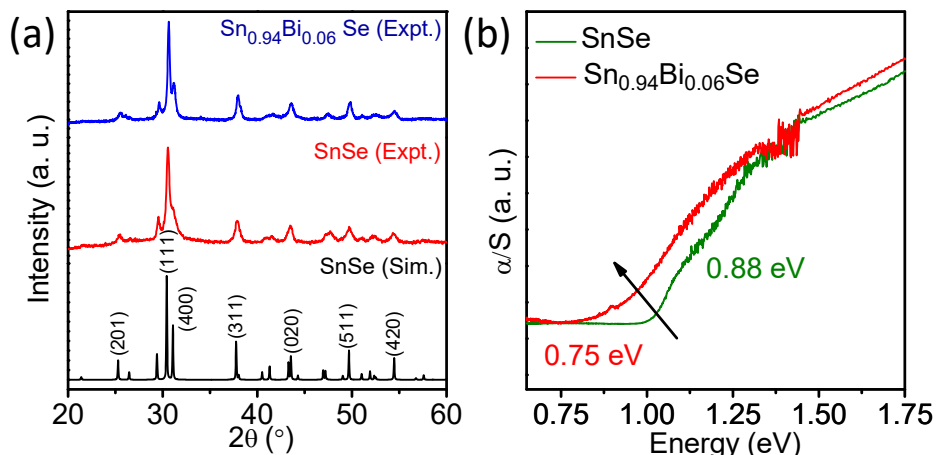 (a)
Sn0.94Bi0.06 Se (Expt.)
SnSe (Expt.)
SnSe (Sim.)
(201)
(111)
(400)
(311)
(020)
(511)
(420)
Intensity (a. u.)
20 30 40 50 60
2θ (°)
(b)
SnSe
Sn0.94Bi0.06Se
α/S (a. u.)
0.88 eV
0.75 eV
0.75 1.00 1.25 1.50 1.75
Energy (eV)